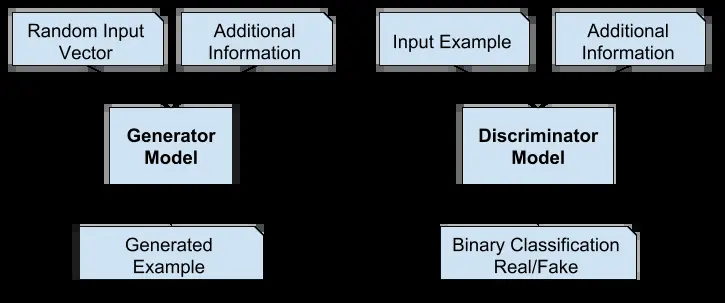 Random Input
Vector
Additional
Information
Input Example
Additional
Information
Generator
Model
Discriminator
Model
Generated
Example
Binary Classification
Real/Fake